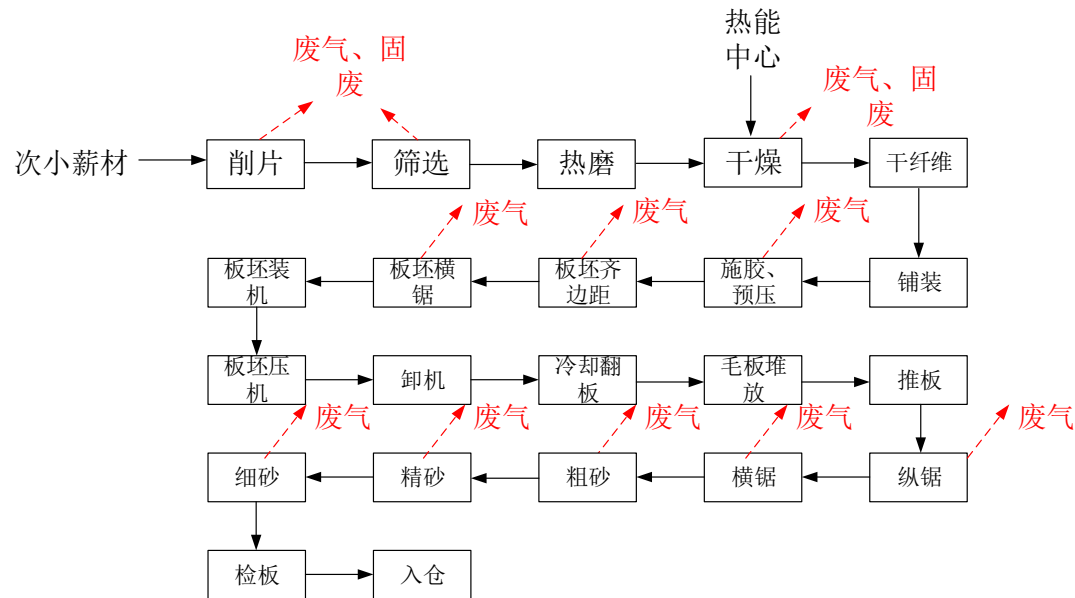 热能
中心
废气、固
废
废气、固
废
次小薪材
削片
筛选
热磨
干燥
干纤维
废气
废气
废气
板坯装
机
板坯横
锯
板坯齐
边距
施胶、
预压
铺装
板坯压
机
卸机
冷却翻
板
毛板堆
放
推板
废气
废气
废气
废气
废气
细砂
精砂
粗砂
横锯
纵锯
检板
入仓